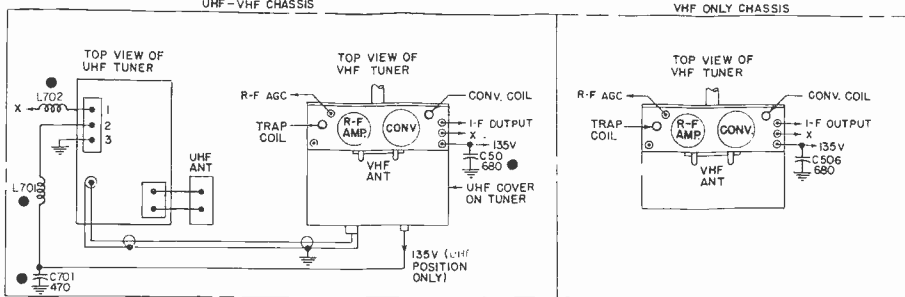 UHF-VHF CHASSIS
VHF ONLY CHASSIS
TOP VIEW OF
UHF TUNER
L702
X
1
2
3
UHF
ANT
L701
C701
470
TOP VIEW OF
VHF TUNER
R-F AGC
CONV. COIL
TRAP
COIL
R-F
AMP.
CONV.
I-F OUTPUT
X
135V
C50
680
VHF
ANT
UHF COVER
ON TUNER
135V (UHF
POSITION
ONLY)
TOP VIEW OF
VHF TUNER
R-F AGC
CONV. COIL
TRAP
COIL
R-F
AMP.
CONV.
I-F OUTPUT
X
135V
C506
680
VHF
ANT